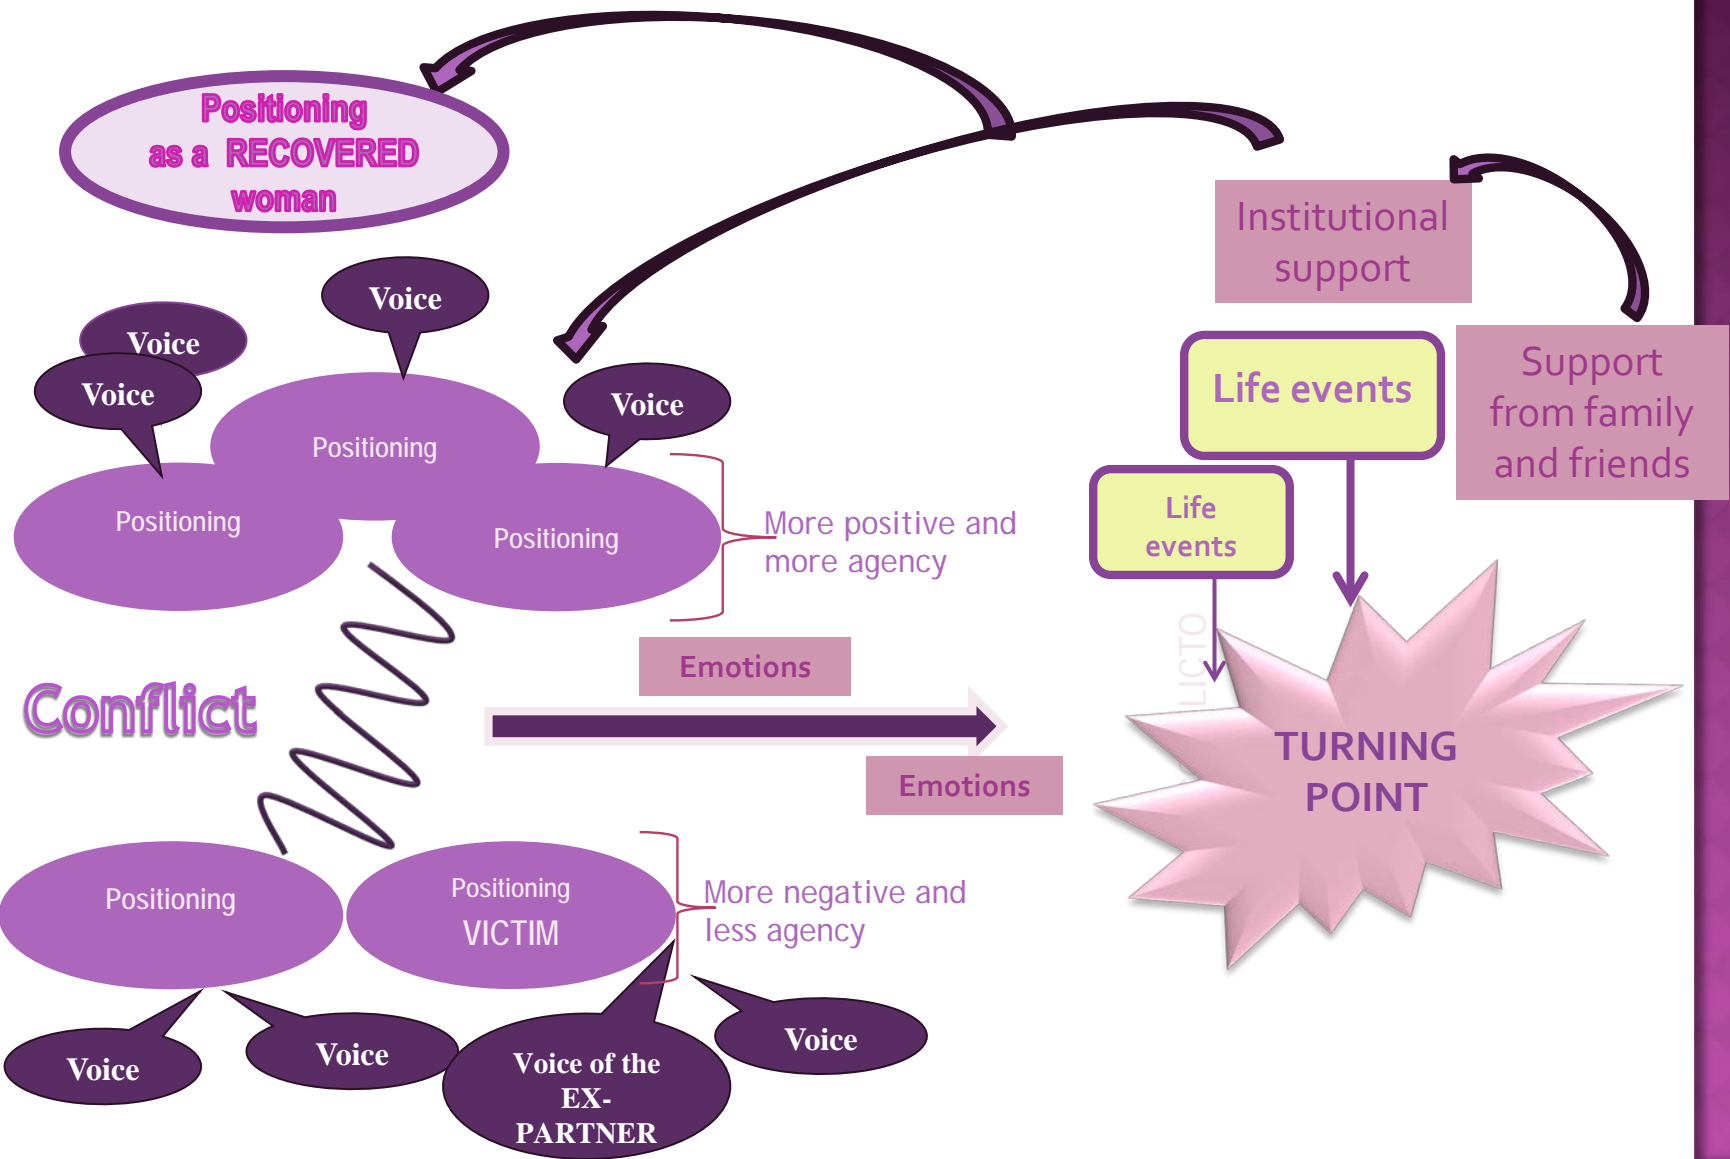 Positioning
as a RECOVERED
woman
Institutional
support
Support
from family
and friends
Life events
Life
events
Voice
Voice
Voice
Voice
Positioning
Positioning
Positioning
More positive and
more agency
Emotions
Conflict
Emotions
LICTO
TURNING
POINT
Positioning
Positioning
VICTIM
More negative and
less agency
Voice
Voice
Voice of the
EX-
PARTNER
Voice